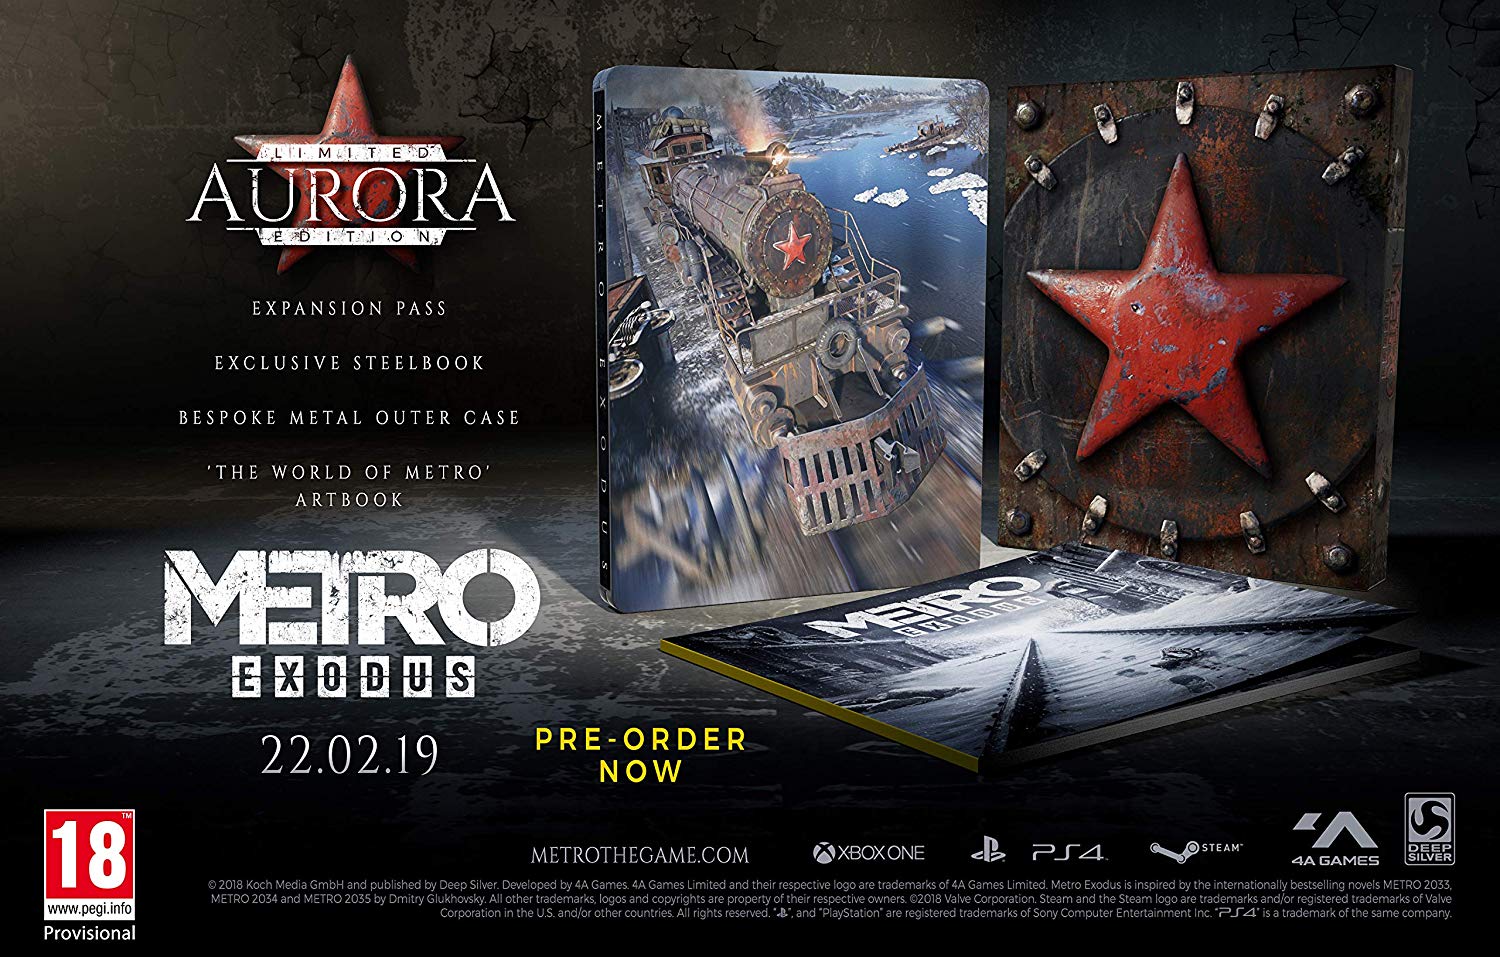 LIMITED
AURORA
EDITION
EXPANSION PASS
EXCLUSIVE STEELBOOK
BESPOKE METAL OUTER CASE
'THE WORLD OF METRO'
ARTBOOK
METRO
EXODUS
22.02.19
PRE-ORDER
NOW
METRO EXODUS
METRO
EXODUS
18™
www.pegi.info
Provisional
METROTHEGAME.COM
XBOX ONE
PS4
STEAM™
4A GAMES
DEEP
SILVER
© 2018 Koch Media GmbH and published by Deep Silver. Developed by 4A Games. 4A Games Limited and their respective logo are trademarks of 4A Games Limited. Metro Exodus is inspired by the internationally bestselling novels METRO 2033,
METRO 2034 and METRO 2035 by Dmitry Glukhovsky. All other trademarks, logos and copyrights are property of their respective owners. ©2018 Valve Corporation. Steam and the Steam logo are trademarks and/or registered trademarks of Valve
Corporation in the U.S. and/or other countries. All rights reserved. "", and "PlayStation" are registered trademarks of Sony Computer Entertainment Inc. "PS4" is a trademark of the same company.